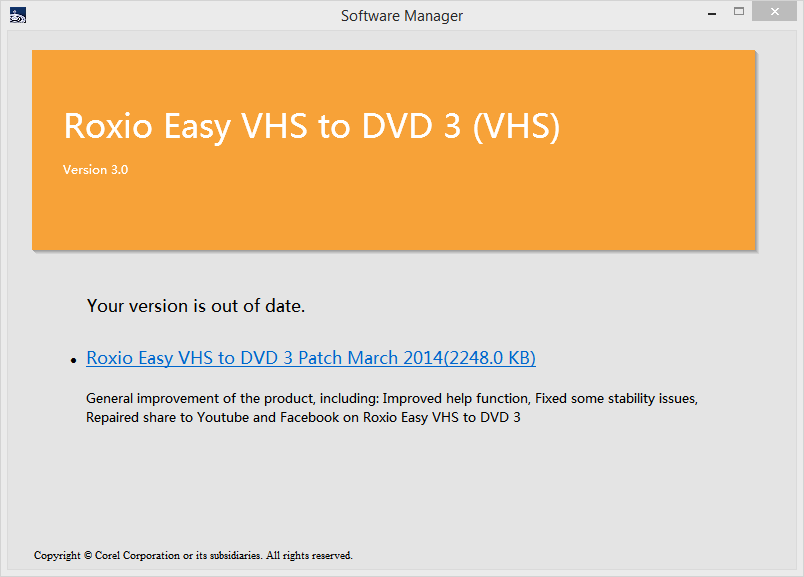 Software Manager
Roxio Easy VHS to DVD 3 (VHS)
Version 3.0
Your version is out of date.
• Roxio Easy VHS to DVD 3 Patch March 2014(2248.0 KB)
General improvement of the product, including: Improved help function, Fixed some stability issues,
Repaired share to Youtube and Facebook on Roxio Easy VHS to DVD 3
Copyright © Corel Corporation or its subsidiaries. All rights reserved.